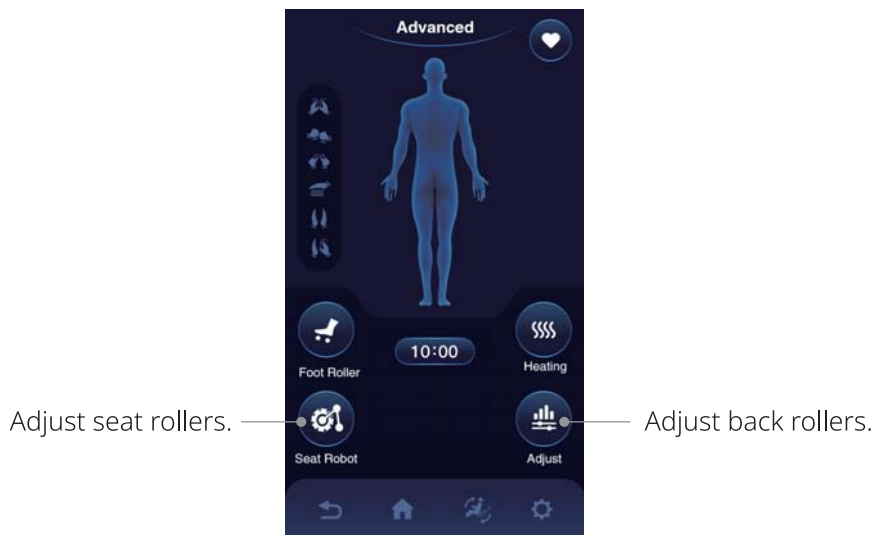 Advanced
10:00
Foot Roller
Heating
Adjust seat rollers.
Adjust back rollers.
Seat Robot
Adjust